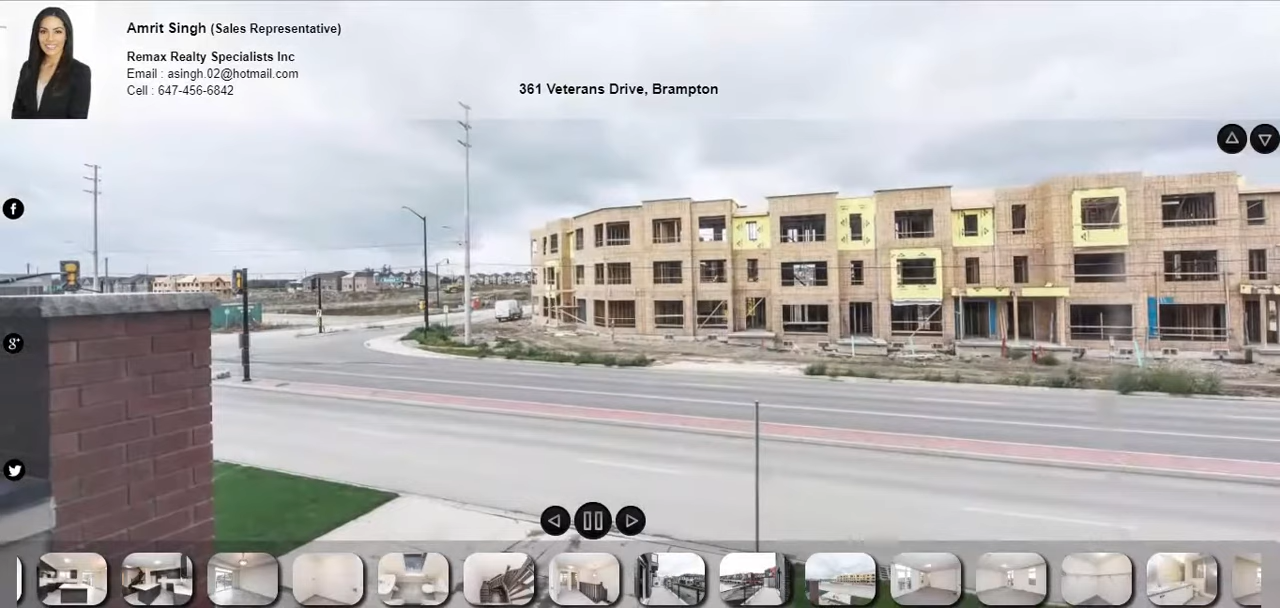 Amrit Singh (Sales Representative)
Remax Realty Specialists Inc
Email : asingh.02@hotmail.com
Cell : 647-456-6842
361 Veterans Drive, Brampton
f
g+